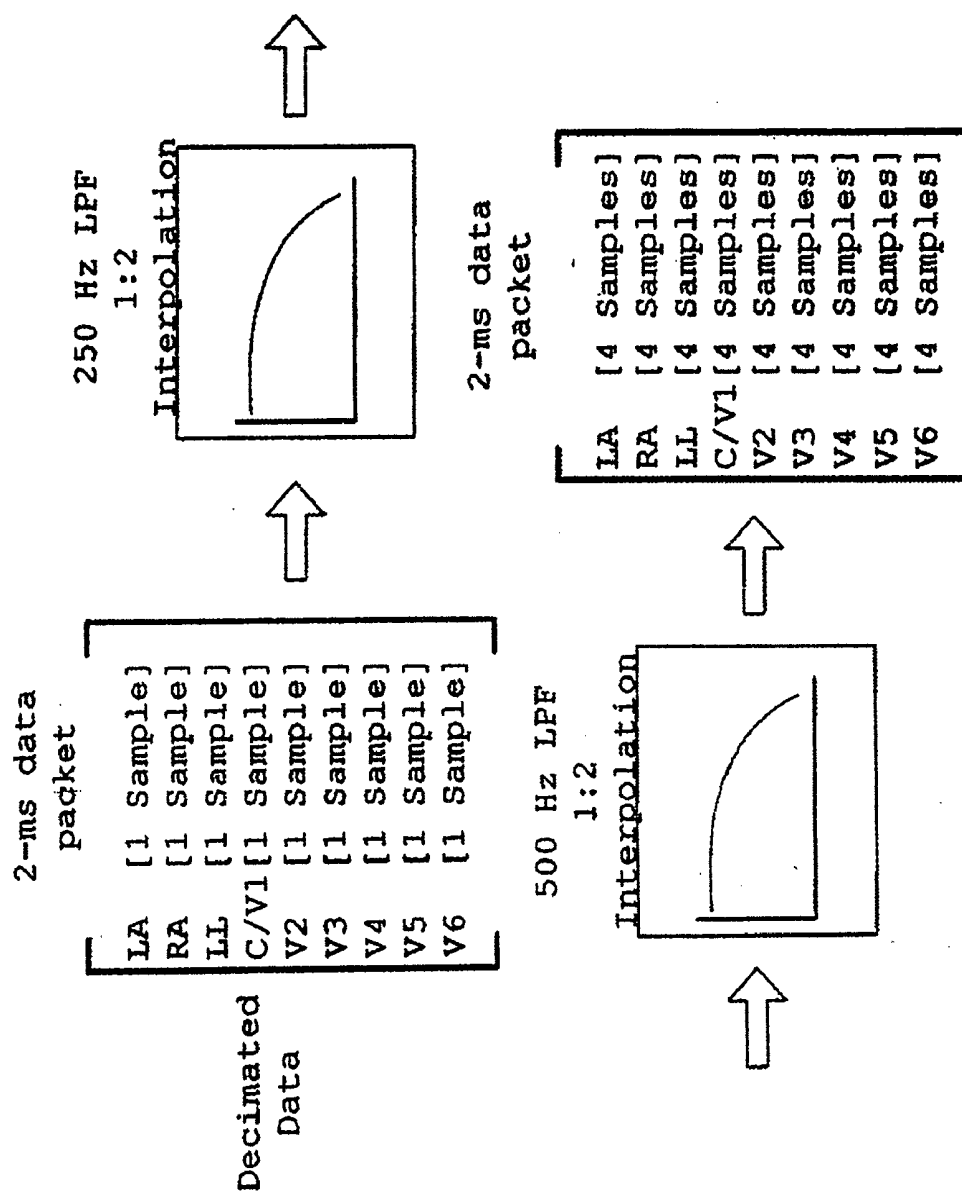 Decimated
Data
2-ms data
packet
LA [1 Sample]
RA [1 Sample]
LL [1 Sample]
C/V1 [1 Sample]
V2 [1 Sample]
V3 [1 Sample]
V4 [1 Sample]
V5 [1 Sample]
V6 [1 Sample]
250 Hz LPF
1:2
Interpolation
500 Hz LPF
1:2
Interpolation
2-ms data
packet
LA [4 Samples]
RA [4 Samples]
LL [4 Samples]
C/V1 [4 Samples]
V2 [4 Samples]
V3 [4 Samples]
V4 [4 Samples]
V5 [4 Samples]
V6 [4 Samples]